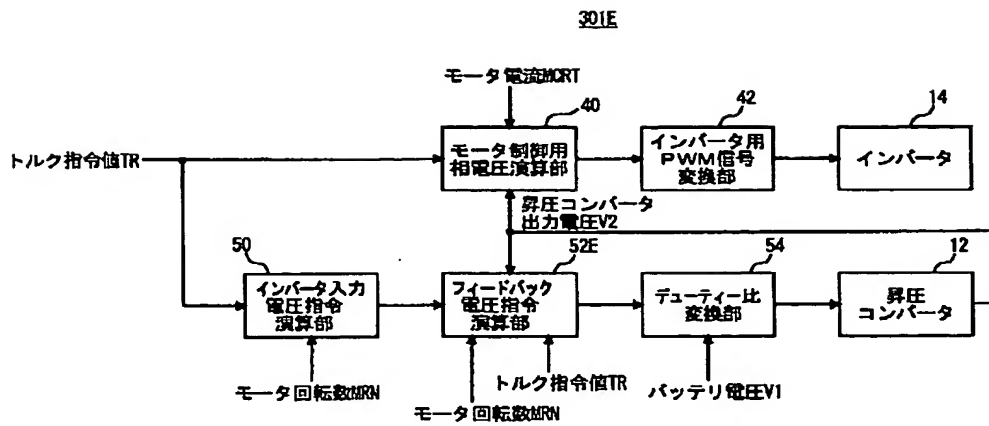 301E
モータ電流MCRT
40
42
14
トルク指令値TR
モータ制御用
相電圧演算部
インバータ用
PWM信号
変換部
インバータ
昇圧コンバータ
出力電圧V2
50
52E
54
12
インバータ入力
電圧指令
演算部
フィードバック
電圧指令
演算部
デューティー比
変換部
昇圧
コンバータ
モータ回転数MRN
トルク指令値TR
モータ回転数MRN
バッテリ電圧V1